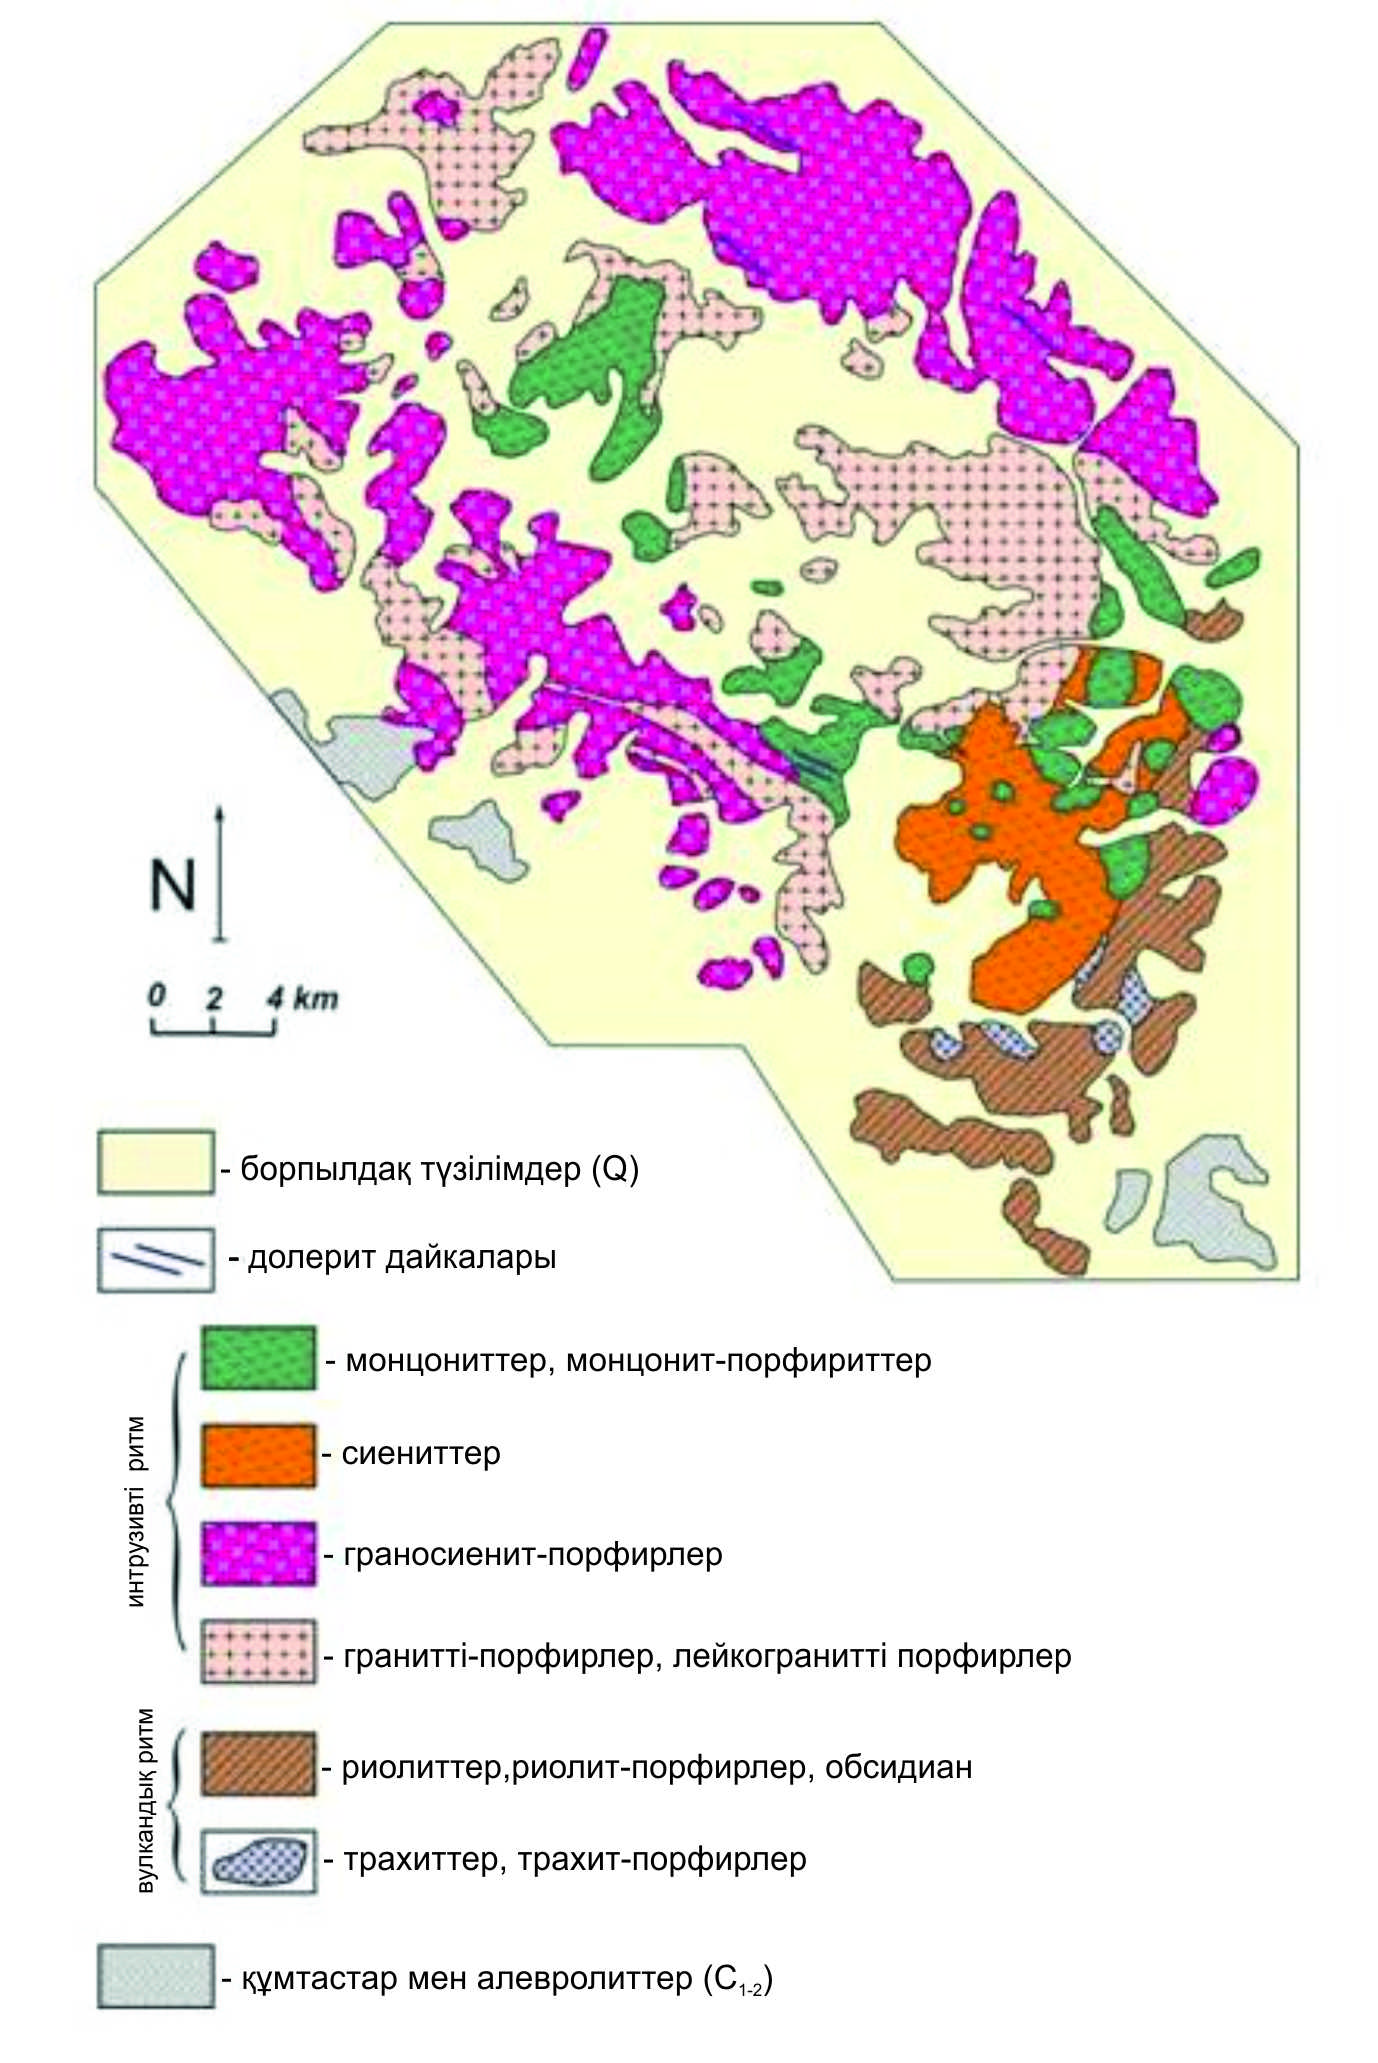 N
0 2 4 km
- борпылдақ түзілімдер (Q)
- долерит дайкалары
интрузивті ритм
- монцониттер, монцонит-порфириттер
- сиениттер
- граносиенит-порфирлер
- гранитті-порфирлер, лейкогранитті порфирлер
вулкандық ритм
- риолиттер,риолит-порфирлер, обсидиан
- трахиттер, трахит-порфирлер
- құмтастар мен алевролиттер (C1-2)